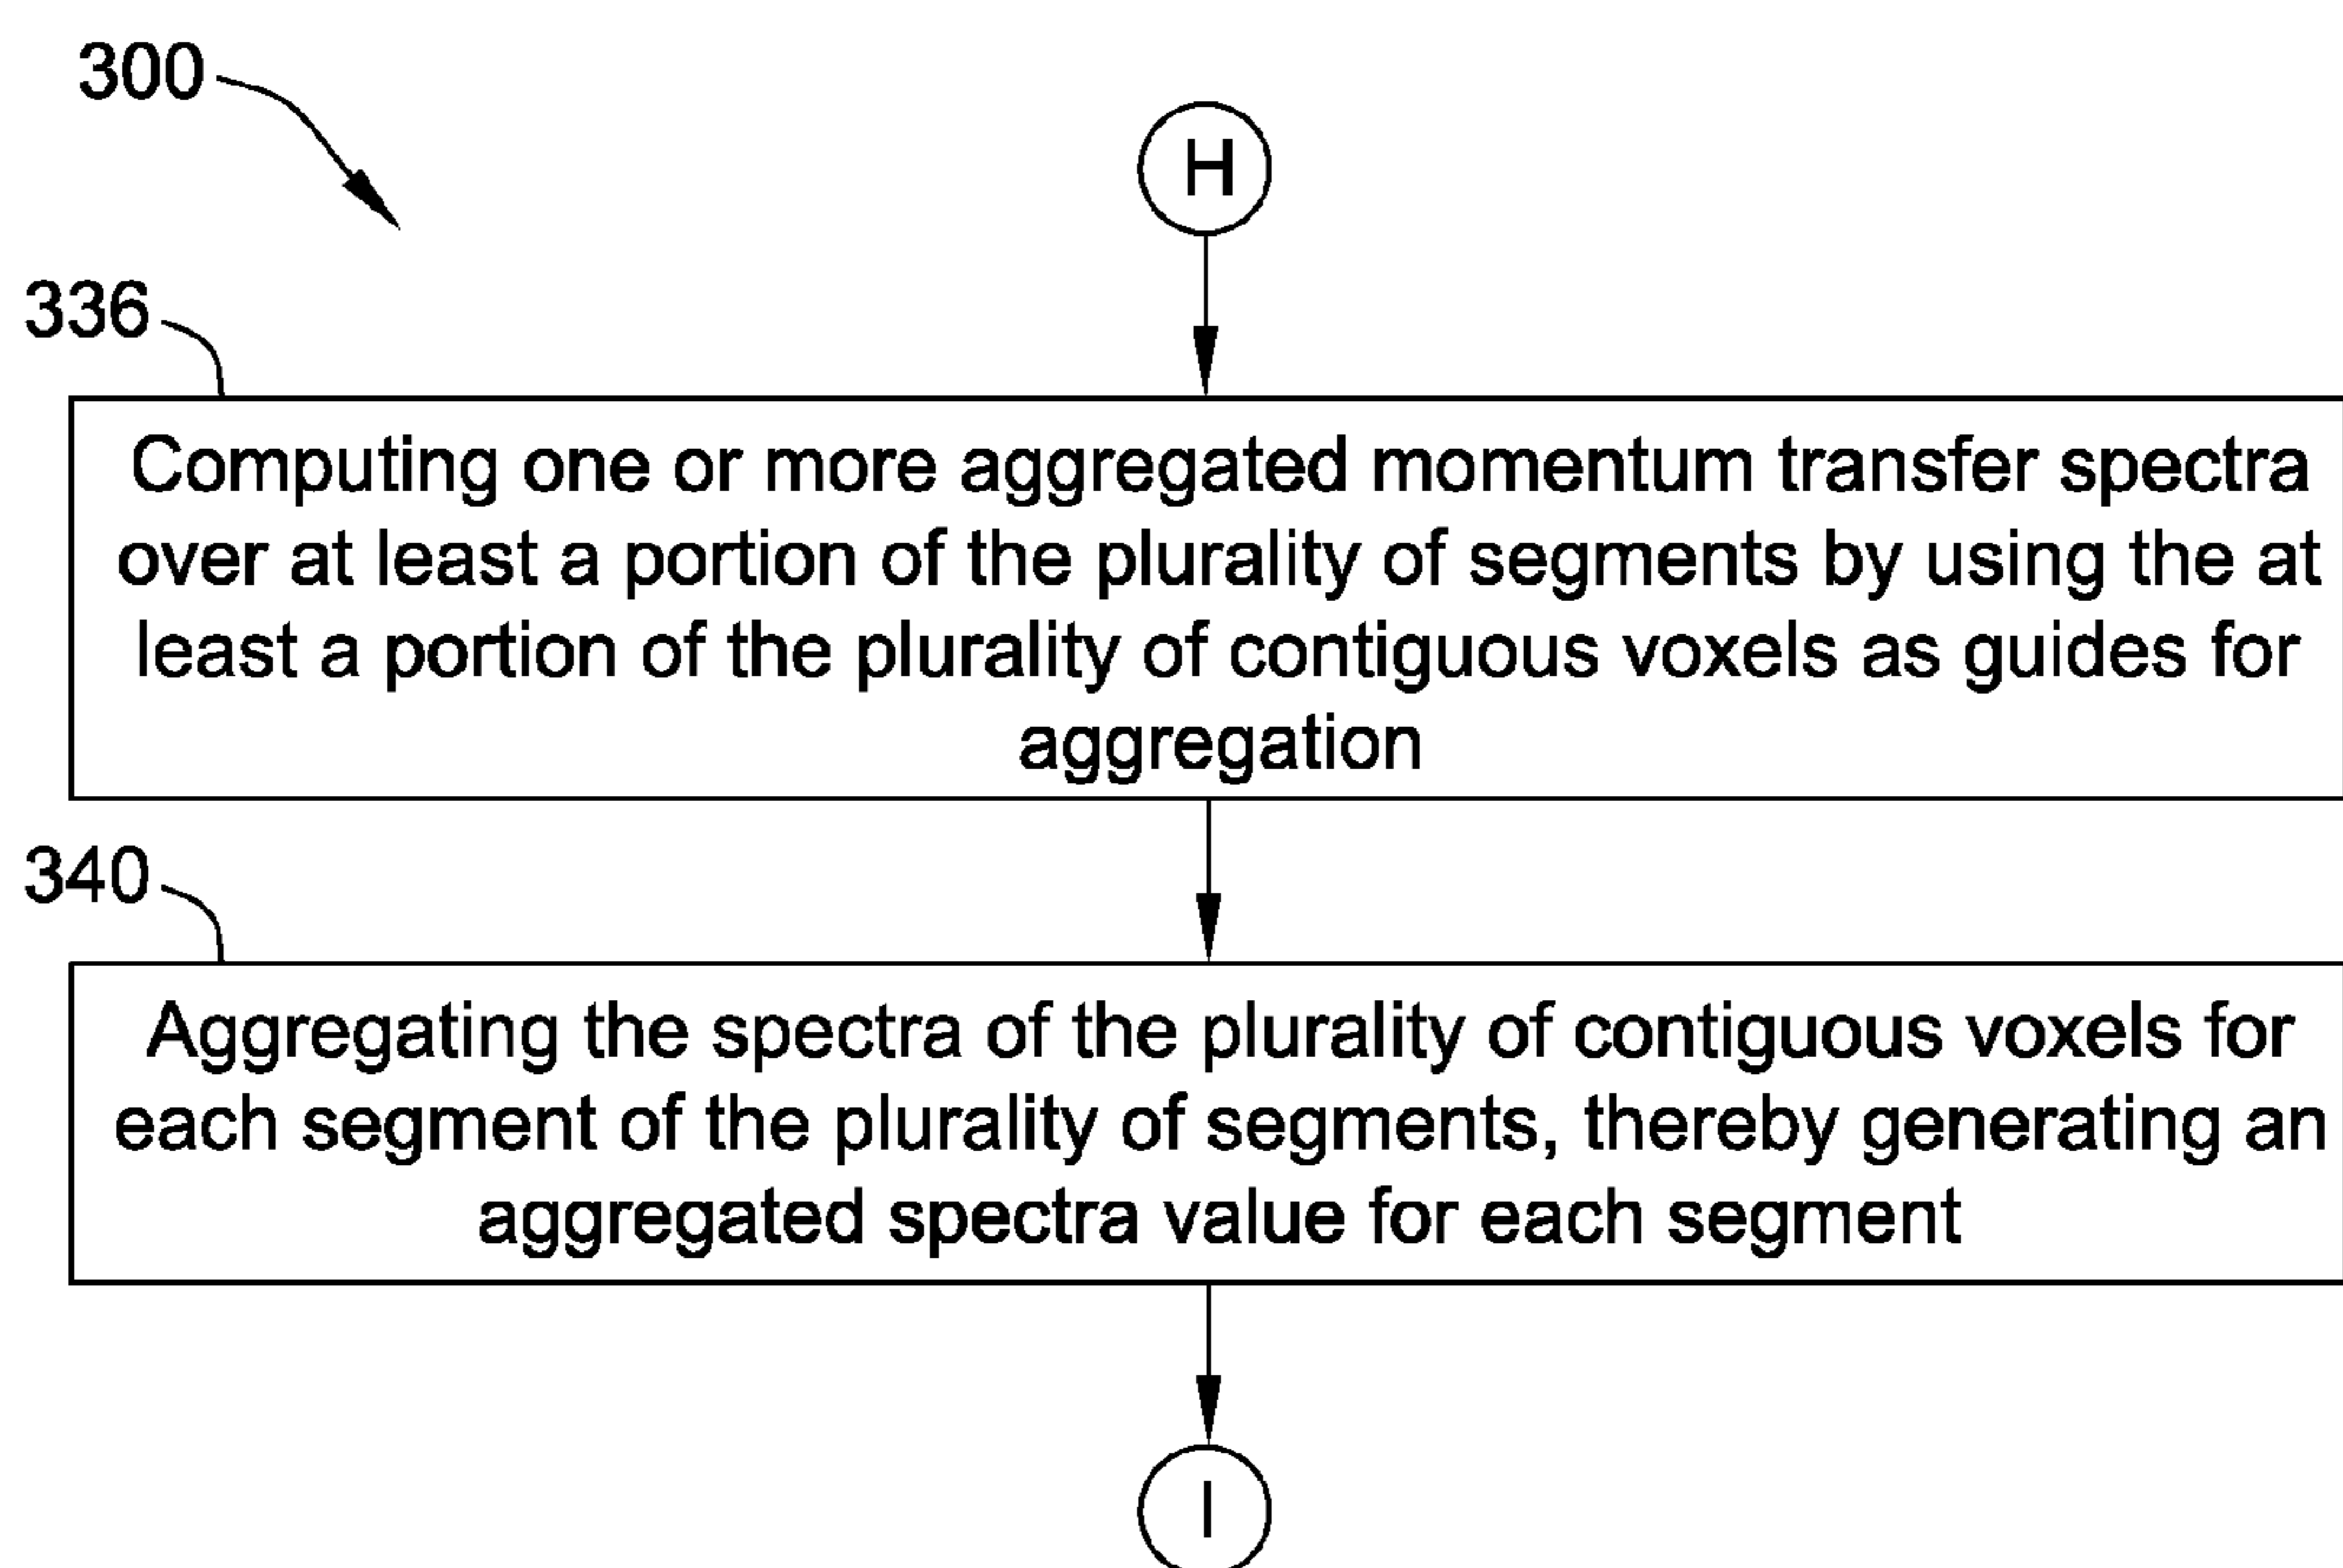 300
H
336
Computing one or more aggregated momentum transfer spectra
over at least a portion of the plurality of segments by using the at
least a portion of the plurality of contiguous voxels as guides for
aggregation
340
Aggregating the spectra of the plurality of contiguous voxels for
each segment of the plurality of segments, thereby generating an
aggregated spectra value for each segment
I